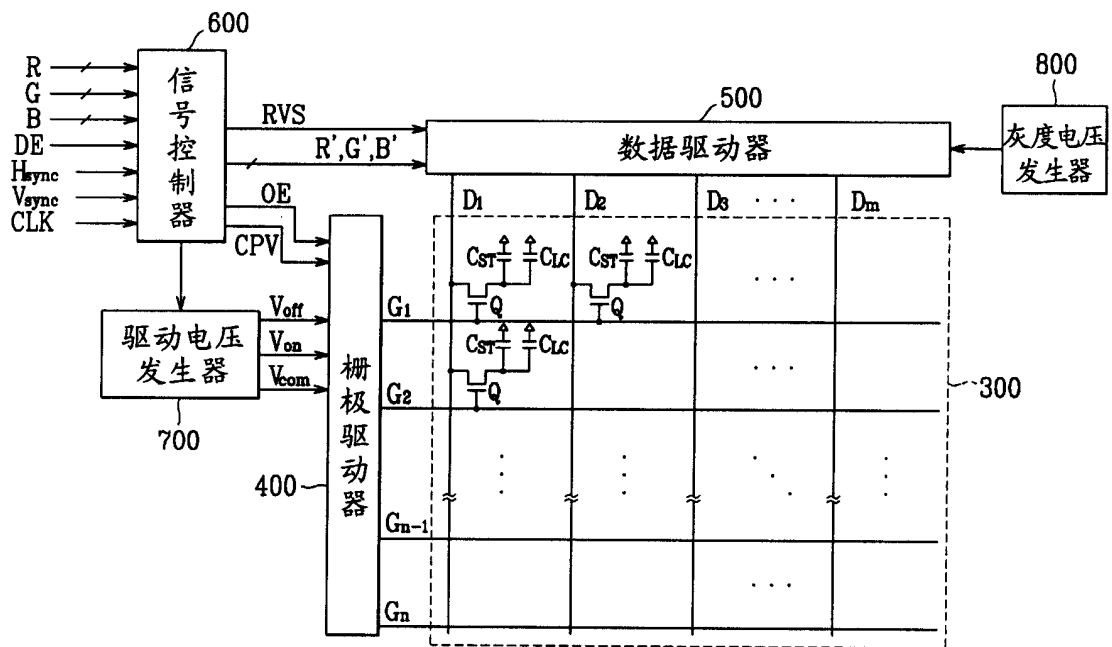 600
R
G
B
DE
Hsync
Vsync
CLK
信号控制器
RVS
R',G',B'
OE
CPV
500
数据驱动器
800
灰度电压
发生器
D1
D2
D3
· · ·
Dm
CST
CLC
Q
CST
CLC
Q
G1
CST
CLC
Q
G2
Gn-1
Gn
300
驱动电压
发生器
700
Voff
Von
Vcom
栅极驱动器
400